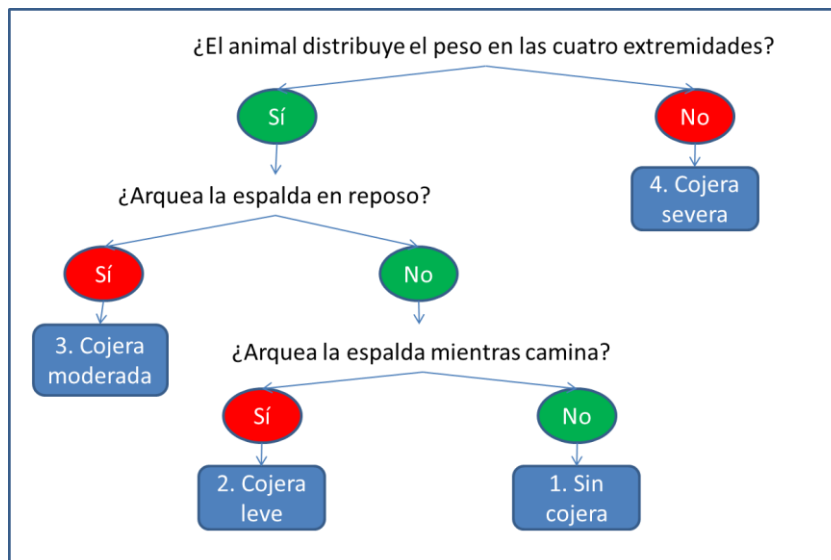 ¿El animal distribuye el peso en las cuatro extremidades?
Sí
No
4. Cojera
severa
¿Arquea la espalda en reposo?
Sí
No
3. Cojera
moderada
¿Arquea la espalda mientras camina?
Sí
No
2. Cojera
leve
1. Sin
cojera